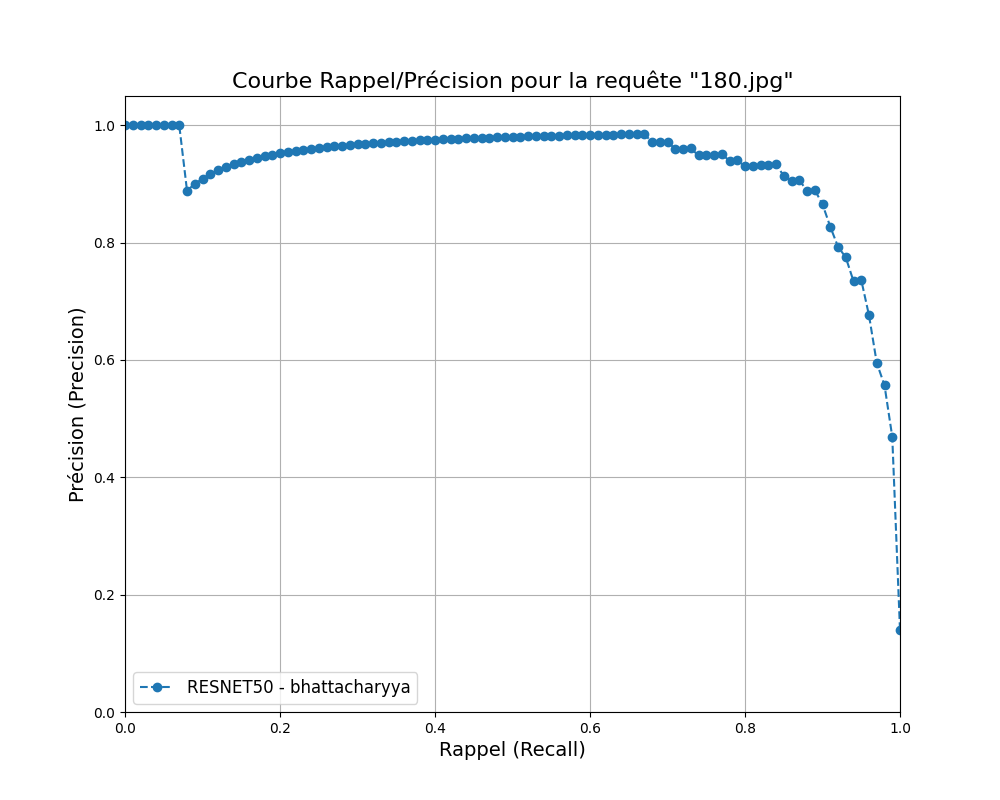 Courbe Rappel/Précision pour la requête "180.jpg"
Précision (Precision)
1.0
0.8
0.6
0.4
0.2
0.0
RESNET50 - bhattacharyya
0.0 0.2 0.4 0.6 0.8 1.0
Rappel (Recall)